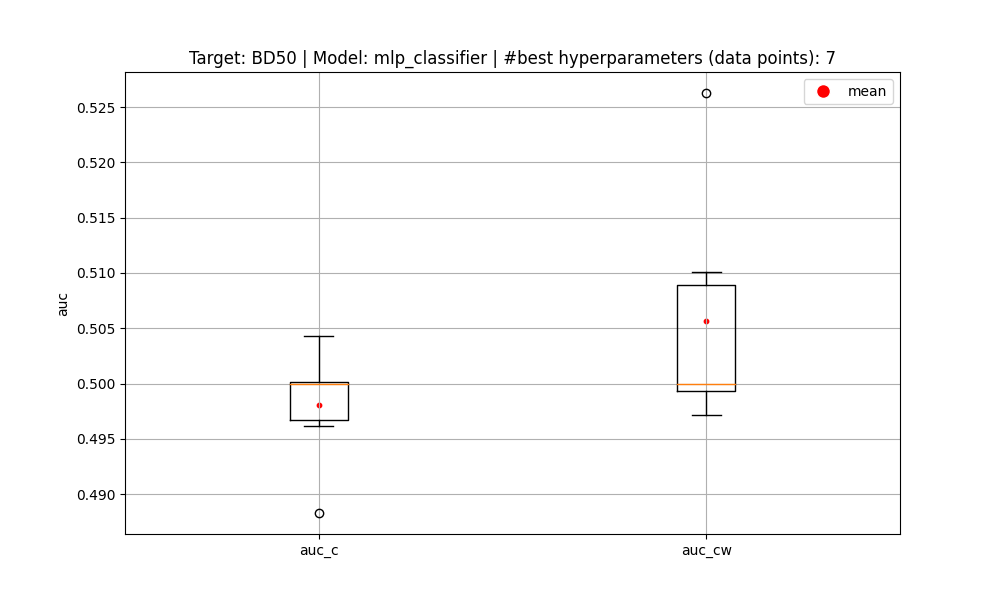 Target: BD50 | Model: mlp_classifier | #best hyperparameters (data points): 7
mean
0.525
0.520
0.515
0.510
0.505
0.500
0.495
0.490
auc
auc_c
auc_cw